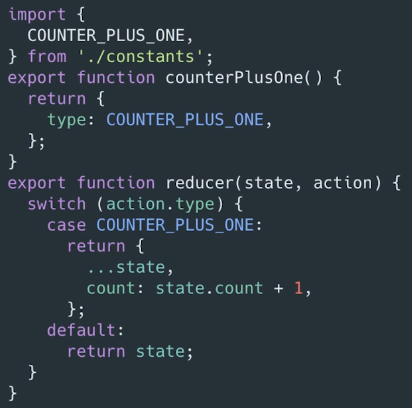 import {
  COUNTER_PLUS_ONE,
} from './constants';
export function counterPlusOne() {
  return {
    type: COUNTER_PLUS_ONE,
  };
}
export function reducer(state, action) {
  switch (action.type) {
    case COUNTER_PLUS_ONE:
      return {
        ...state,
        count: state.count + 1,
      };
    default:
      return state;
  }
}